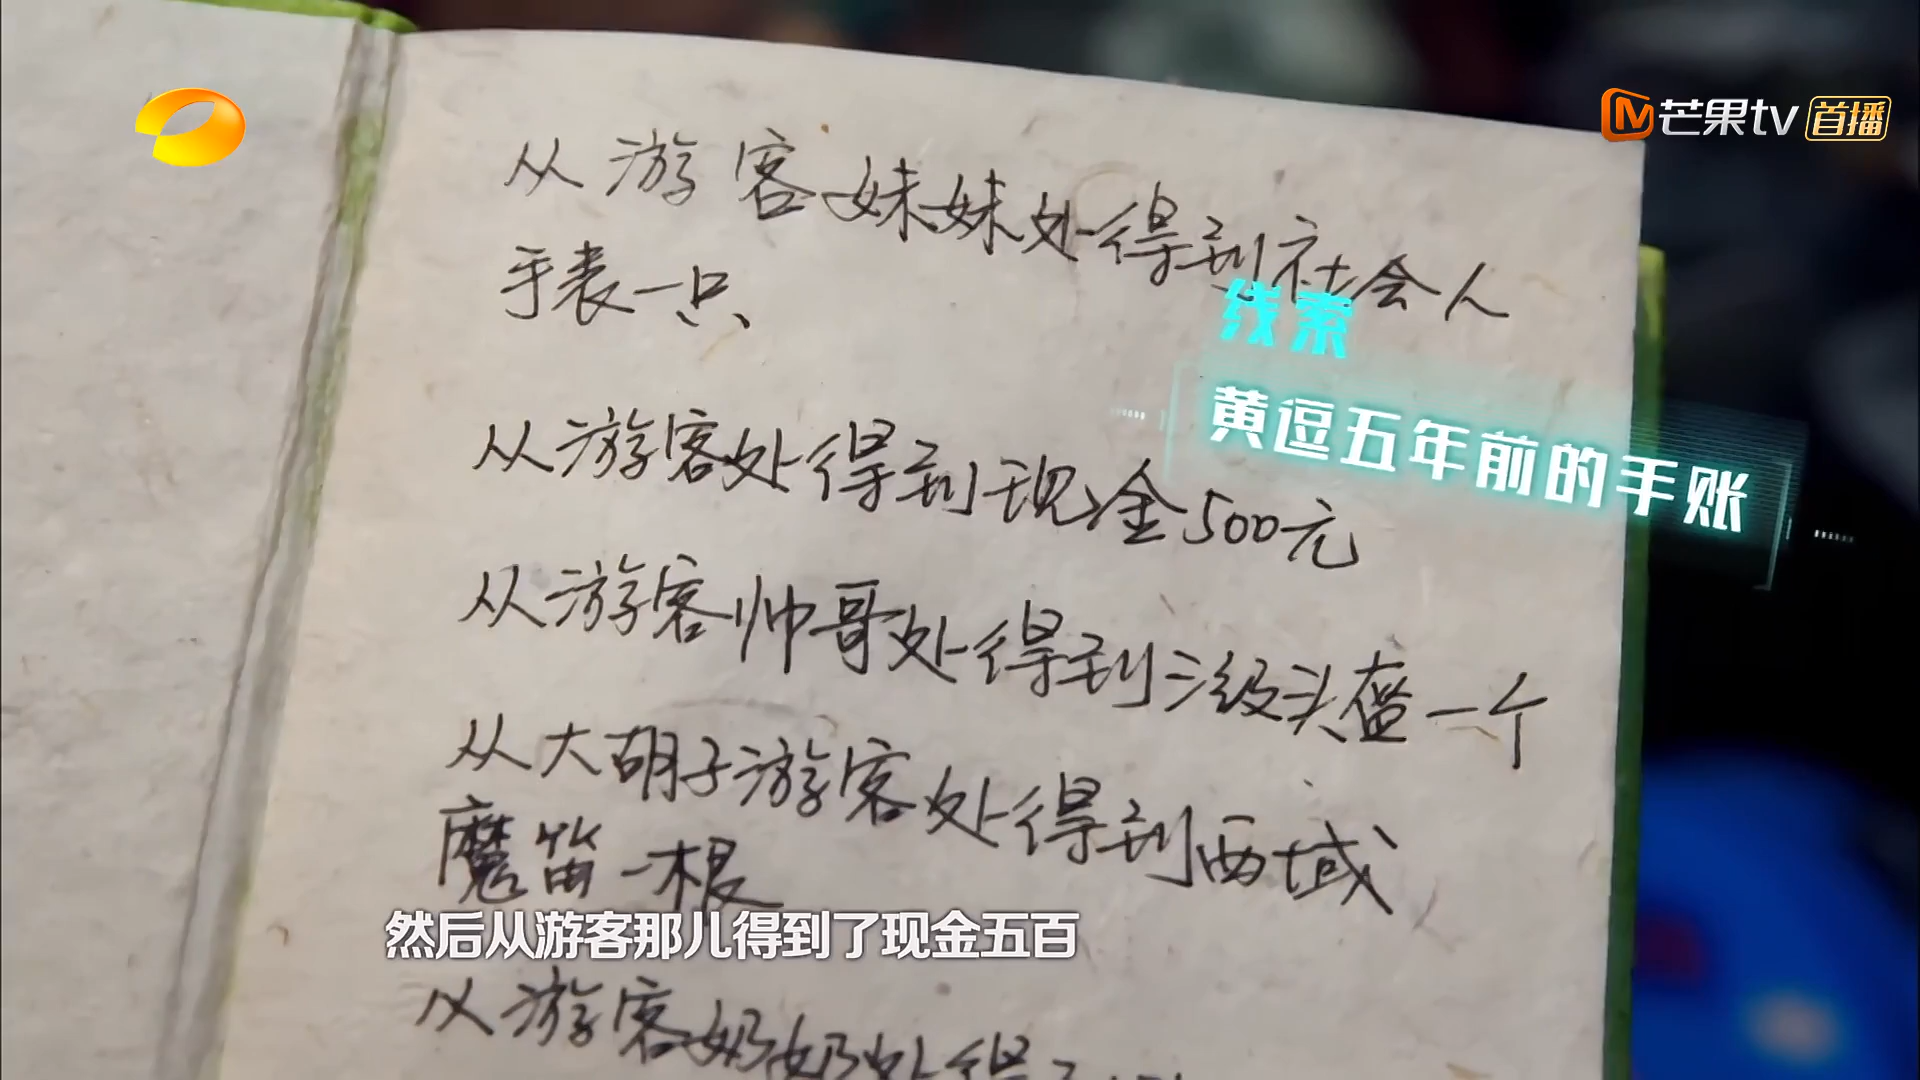 芒果tv 首播
从游客妹妹处得到社会人
手表一只、
线索
黄逗五年前的手账
从游客处得到现金500元
从游客帅哥处得到三级头盔一个
从大胡子游客处得到西域
魔笛一根
然后从游客那儿得到了现金五百
从游客奶奶处得